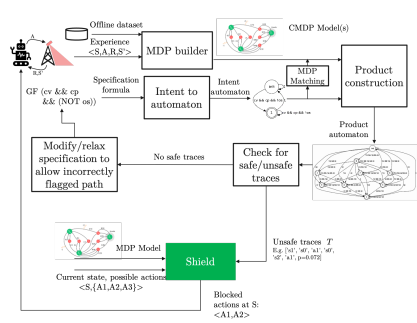 A
R,S'
Offline dataset
Experience
<S,A,R,S'>
MDP builder
CMDP Model(s)
GF (cv && cp
&& (NOT os))
Specification
formula
Intent to
automaton
Intent
automaton
MDP
Matching
Product
construction
Product
automaton
Modify/relax
specification to
allow incorrectly
flagged path
No safe traces
Check for
safe/unsafe
traces
MDP Model
Current state, possible actions
<S,{A1,A2,A3}>
Shield
Unsafe traces T
E.g. ['s1', 's0', 'a1', 's0',
's2', 'a1', p=0.072]
Blocked
actions at S:
<A1,A2>